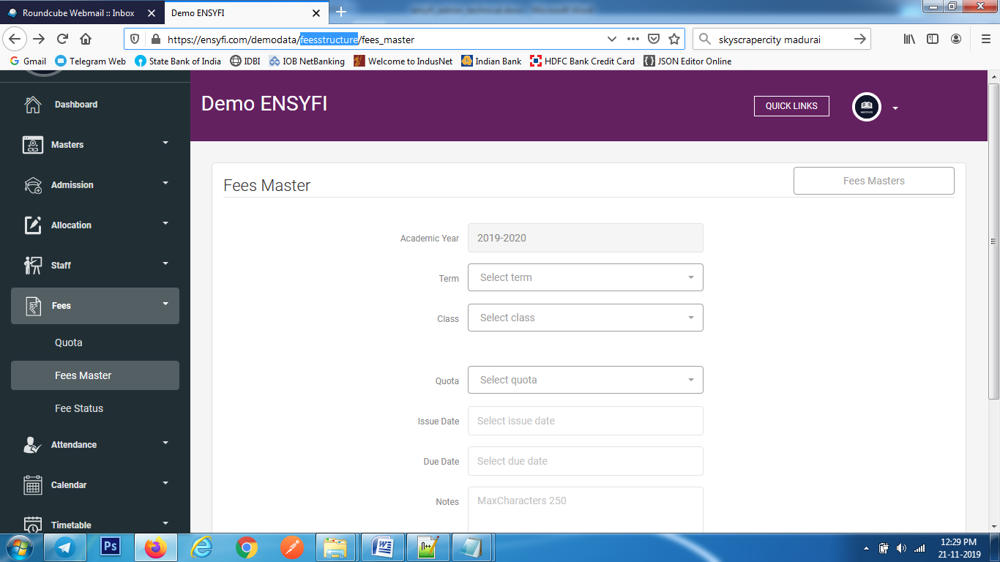 Roundcube Webmail :: Inbox
Demo ENSYFI
https://ensyfi.com/demodata/feesstructure/fees_master
skyscrapercity madurai
Gmail Telegram Web State Bank of India IDBI IOB NetBanking Welcome to IndusNet Indian Bank HDFC Bank Credit Card JSON Editor Online
Demo ENSYFI
QUICK LINKS
Dashboard
Masters
Admission
Allocation
Staff
Fees
Quota
Fees Master
Fee Status
Attendance
Calendar
Timetable
Fees Master
Fees Masters
Academic Year 2019-2020
Term Select term
Class Select class
Quota Select quota
Issue Date Select issue date
Due Date Select due date
Notes MaxCharacters 250
Ps
12:29 PM
21-11-2019